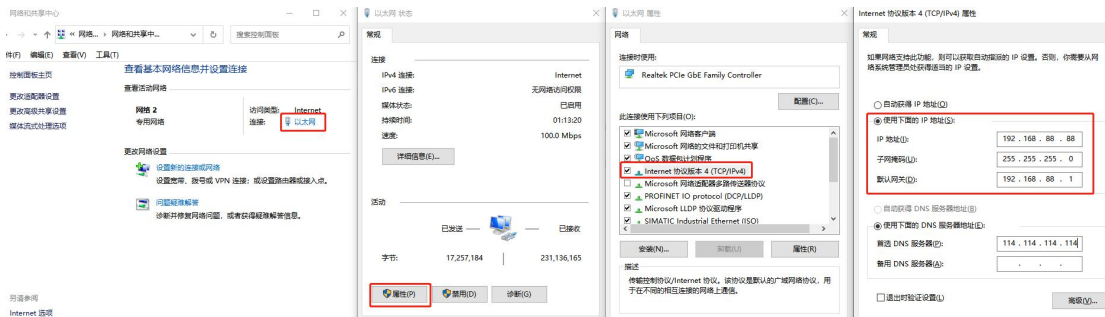 网络和共享中心
« 网络... › 网络和共享中...
搜索控制面板
件(F) 编辑(E) 查看(V) 工具(T)
控制面板主页
更改适配器设置
更改高级共享设置
媒体流式处理选项
查看基本网络信息并设置连接
查看活动网络
网络 2
专用网络
访问类型: Internet
连接: 以太网
更改网络设置
设置新的连接或网络
设置宽带、拨号或 VPN 连接；或设置路由器或接入点。
问题疑难解答
诊断并修复网络问题，或者获得疑难解答信息。
另请参阅
Internet 选项
以太网 状态
常规
连接
IPv4 连接: Internet
IPv6 连接: 无网络访问权限
媒体状态: 已启用
持续时间: 01:13:20
速度: 100.0 Mbps
详细信息(E)...
活动
已发送 — — 已接收
字节: 17,257,184 | 231,136,165
属性(P) 禁用(D) 诊断(G)
以太网 属性
网络
连接时使用:
Realtek PCIe GbE Family Controller
配置(C)...
此连接使用下列项目(O):
Microsoft 网络客户端
Microsoft 网络的文件和打印机共享
QoS 数据包计划程序
Internet 协议版本 4 (TCP/IPv4)
Microsoft 网络适配器多路传送器协议
PROFINET IO protocol (DCP/LLDP)
Microsoft LLDP 协议驱动程序
SIMATIC Industrial Ethernet (ISO)
安装(N)... 卸载(U) 属性(R)
描述
传输控制协议/Internet 协议。该协议是默认的广域网络协议，用
于在不同的相互连接的网络上通信。
Internet 协议版本 4 (TCP/IPv4) 属性
常规
如果网络支持此功能，则可以获取自动指派的 IP 设置。否则，你需要从网
络系统管理员处获得适当的 IP 设置。
自动获得 IP 地址(O)
使用下面的 IP 地址(S):
IP 地址(I): 192 . 168 . 88 . 88
子网掩码(U): 255 . 255 . 255 . 0
默认网关(D): 192 . 168 . 88 . 1
自动获得 DNS 服务器地址(B)
使用下面的 DNS 服务器地址(E):
首选 DNS 服务器(P): 114 . 114 . 114 . 114
备用 DNS 服务器(A): . . .
退出时验证设置(L)
高级(V)...